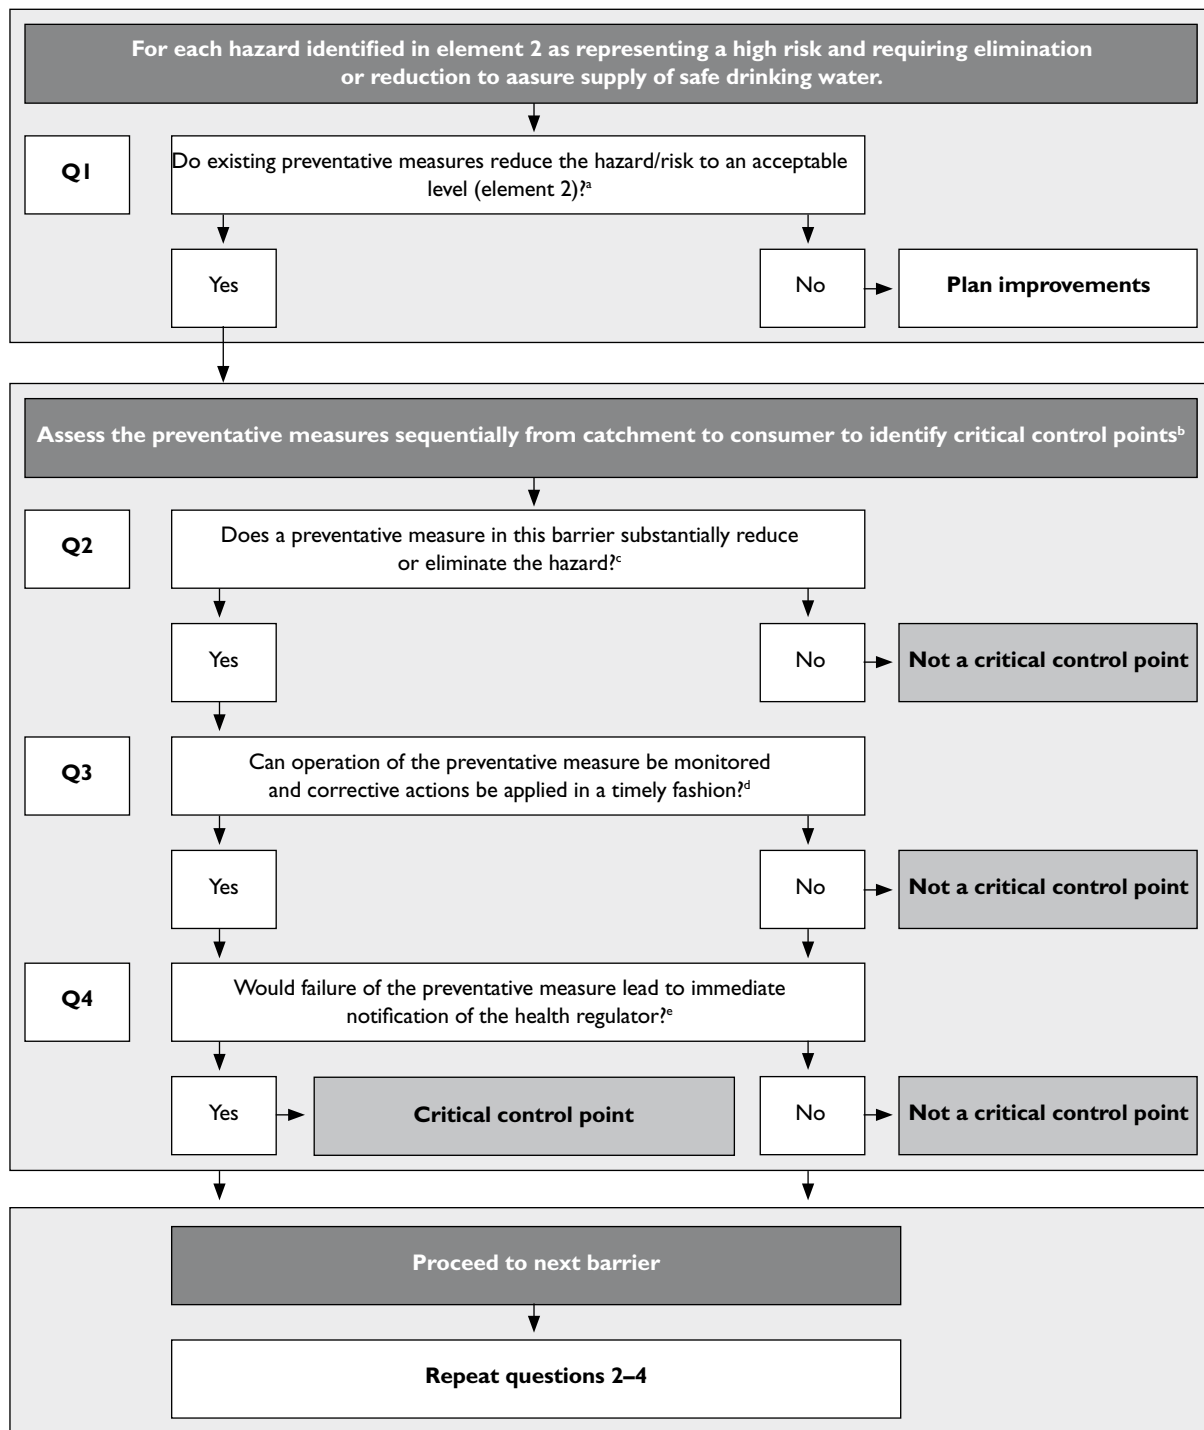 For each hazard identified in element 2 as representing a high risk and requiring elimination
or reduction to aasure supply of safe drinking water.
Q1
Do existing preventative measures reduce the hazard/risk to an acceptable
level (element 2)?ᵃ
Yes
No
Plan improvements
Assess the preventative measures sequentially from catchment to consumer to identify critical control pointsᵇ
Q2
Does a preventative measure in this barrier substantially reduce
or eliminate the hazard?ᶜ
Yes
No
Not a critical control point
Q3
Can operation of the preventative measure be monitored
and corrective actions be applied in a timely fashion?ᵈ
Yes
No
Not a critical control point
Q4
Would failure of the preventative measure lead to immediate
notification of the health regulator?ᵉ
Yes
Critical control point
No
Not a critical control point
Proceed to next barrier
Repeat questions 2–4